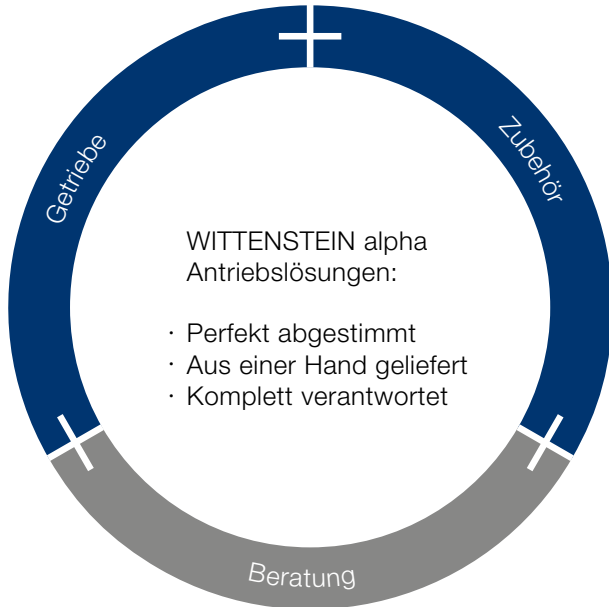 Getriebe
Zubehör
WITTENSTEIN alpha
Antriebslösungen:
· Perfekt abgestimmt
· Aus einer Hand geliefert
· Komplett verantwortet
Beratung